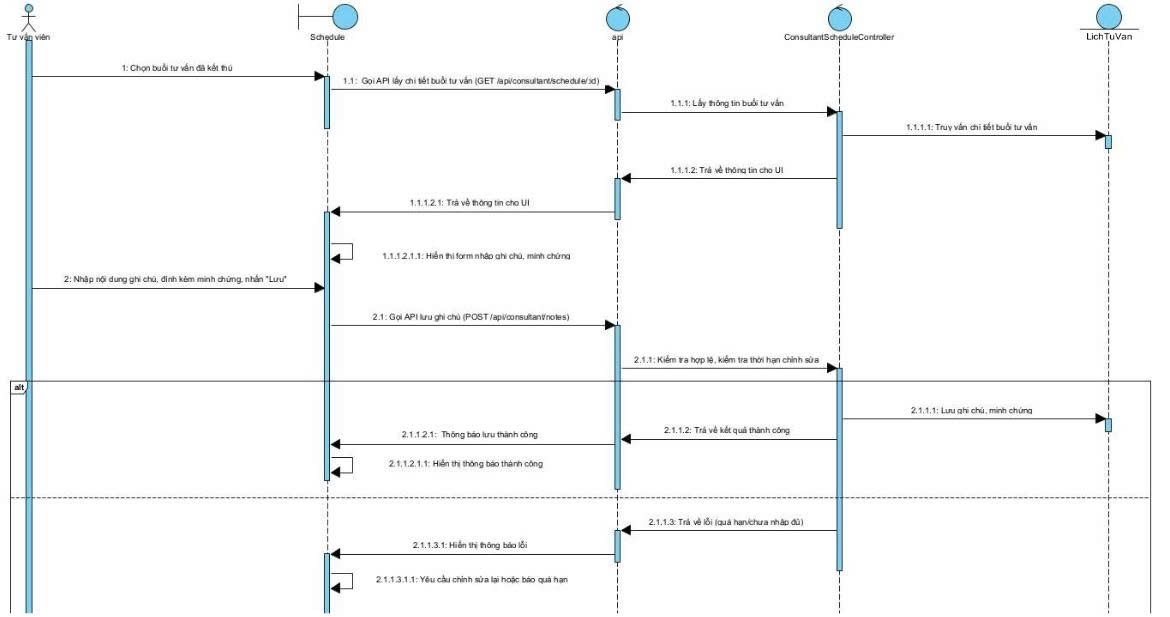 Tư vấn viên
Schedule
api
ConsultantScheduleController
LichTuVan
1: Chọn buổi tư vấn đã kết thú
1.1: Gọi API lấy chi tiết buổi tư vấn (GET /api/consultant/schedule/:id)
1.1.1: Lấy thông tin buổi tư vấn
1.1.1.1: Truy vấn chi tiết buổi tư vấn
1.1.1.2: Trả về thông tin cho UI
1.1.1.2.1: Trả về thông tin cho UI
1.1.1.2.1.1: Hiển thị form nhập ghi chú, minh chứng
2: Nhập nội dung ghi chú, đính kèm minh chứng, nhấn "Lưu"
2.1: Gọi API lưu ghi chú (POST /api/consultant/notes)
2.1.1: Kiểm tra hợp lệ, kiểm tra thời hạn chỉnh sửa
alt
2.1.1.1: Lưu ghi chú, minh chứng
2.1.1.2: Trả về kết quả thành công
2.1.1.2.1: Thông báo lưu thành công
2.1.1.2.1.1: Hiển thị thông báo thành công
2.1.1.3: Trả về lỗi (quá hạn/chưa nhập đủ)
2.1.1.3.1: Hiển thị thông báo lỗi
2.1.1.3.1.1: Yêu cầu chỉnh sửa lại hoặc báo quá hạn